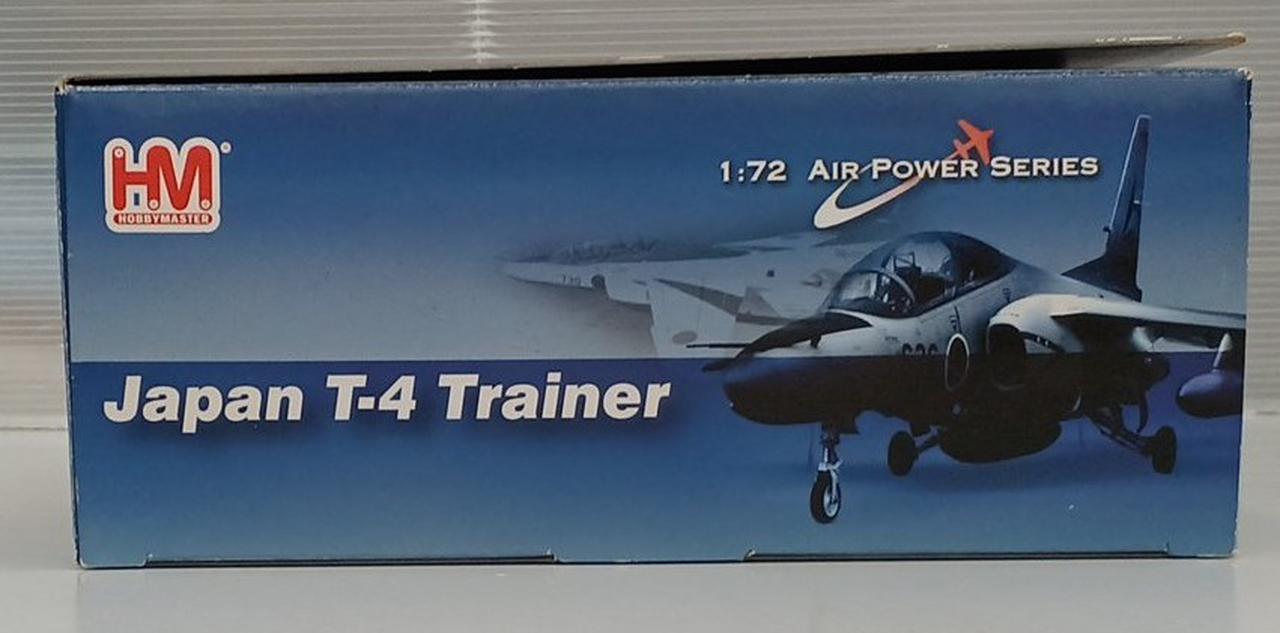 HM
HOBBYMASTER
1:72 AIR POWER SERIES
Japan T-4 Trainer